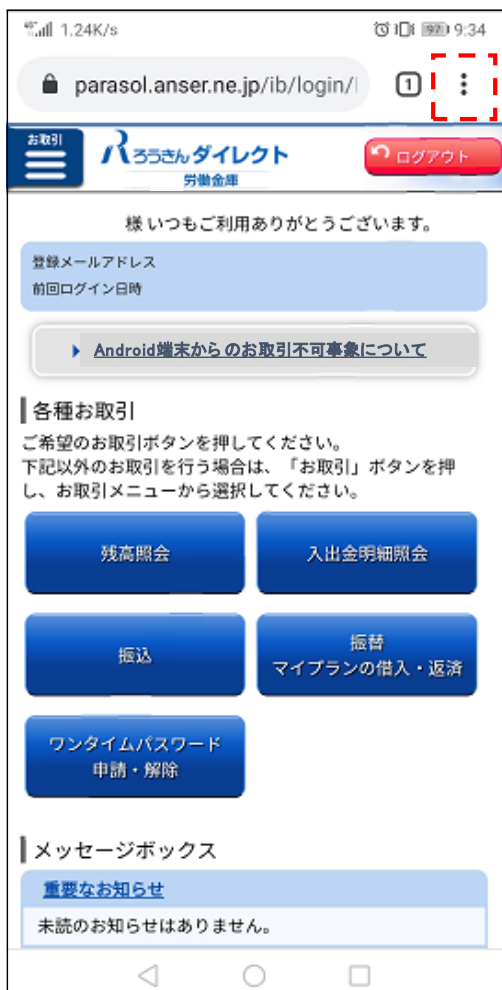 4G 1.24K/s 97 9:34
parasol.anser.ne.jp/ib/login/ 1
お取引
Rろうきんダイレクト
労働金庫
ログアウト
様 いつもご利用ありがとうございます。
登録メールアドレス
前回ログイン日時
Android端末からのお取引不可事象について
各種お取引
ご希望のお取引ボタンを押してください。
下記以外のお取引を行う場合は、「お取引」ボタンを押
し、お取引メニューから選択してください。
残高照会
入出金明細照会
振込
振替
マイプランの借入・返済
ワンタイムパスワード
申請・解除
メッセージボックス
重要なお知らせ
未読のお知らせはありません。